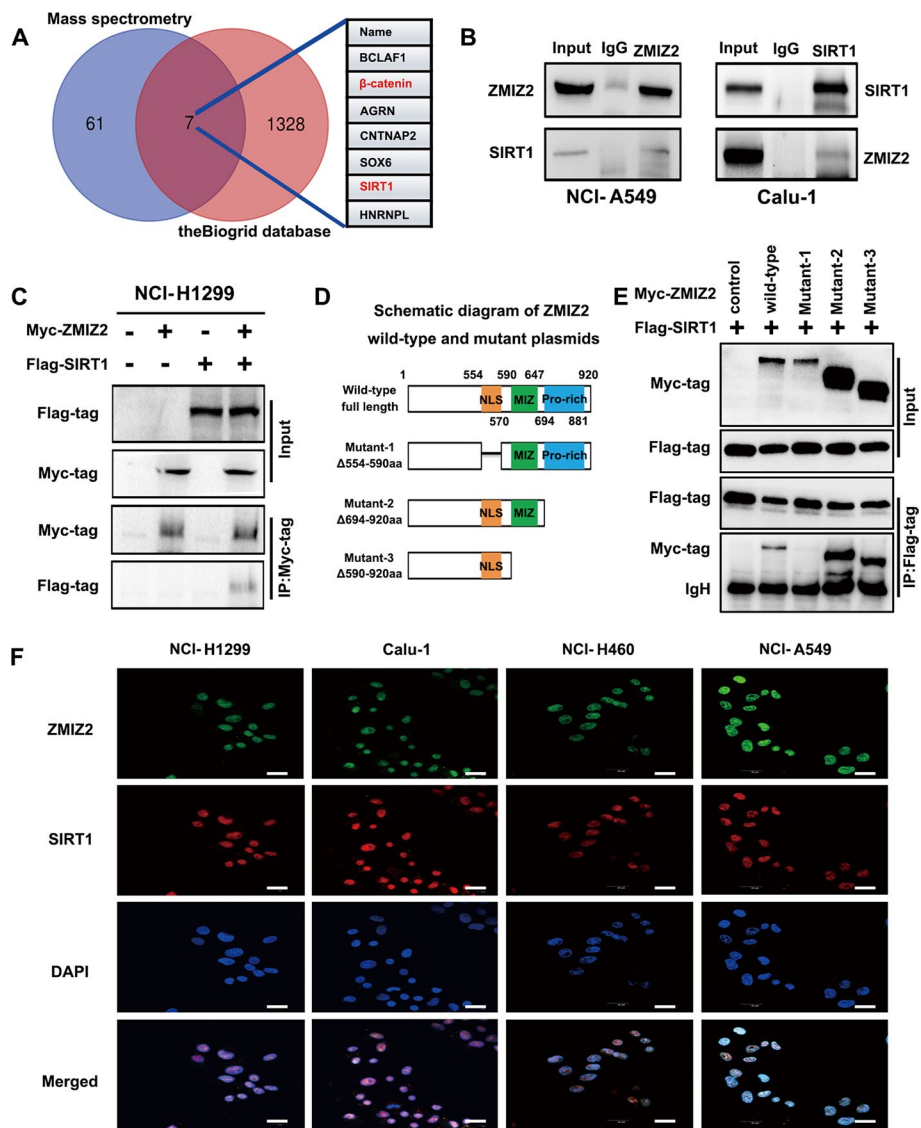 A
Mass spectrometry
61
7
1328
theBiogrid database
Name
BCLAF1
β-catenin
AGRN
CNTNAP2
SOX6
SIRT1
HNRNPL
B
Input IgG ZMIZ2
ZMIZ2
SIRT1
NCI- A549
Input IgG SIRT1
SIRT1
ZMIZ2
Calu-1
C
NCI-H1299
Myc-ZMIZ2 - + - +
Flag-SIRT1 - - + +
Flag-tag
Myc-tag
Input
Myc-tag
Flag-tag
IP:Myc-tag
D
Schematic diagram of ZMIZ2
wild-type and mutant plasmids
1 554 590 647 920
Wild-type
full length
NLS MIZ Pro-rich
570 694 881
Mutant-1
Δ554-590aa
MIZ Pro-rich
Mutant-2
Δ694-920aa
NLS MIZ
Mutant-3
Δ590-920aa
NLS
E
Myc-ZMIZ2 control wild-type Mutant-1 Mutant-2 Mutant-3
Flag-SIRT1 + + + + +
Myc-tag
Flag-tag
Input
Flag-tag
Myc-tag
IgH
IP:Flag-tag
F
NCI- H1299 Calu-1 NCI- H460 NCI-A549
ZMIZ2
SIRT1
DAPI
Merged